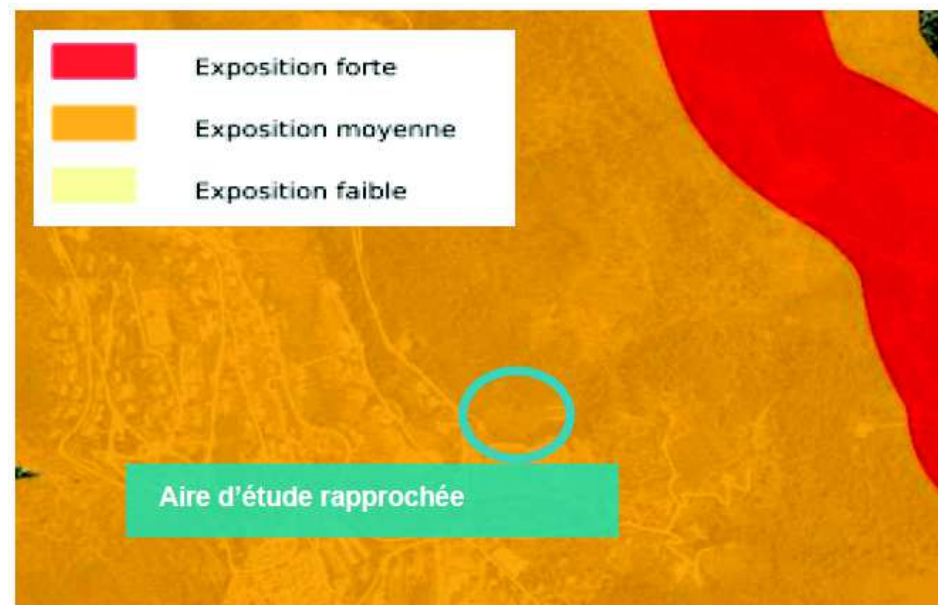 Exposition forte
Exposition moyenne
Exposition faible
Aire d'étude rapprochée